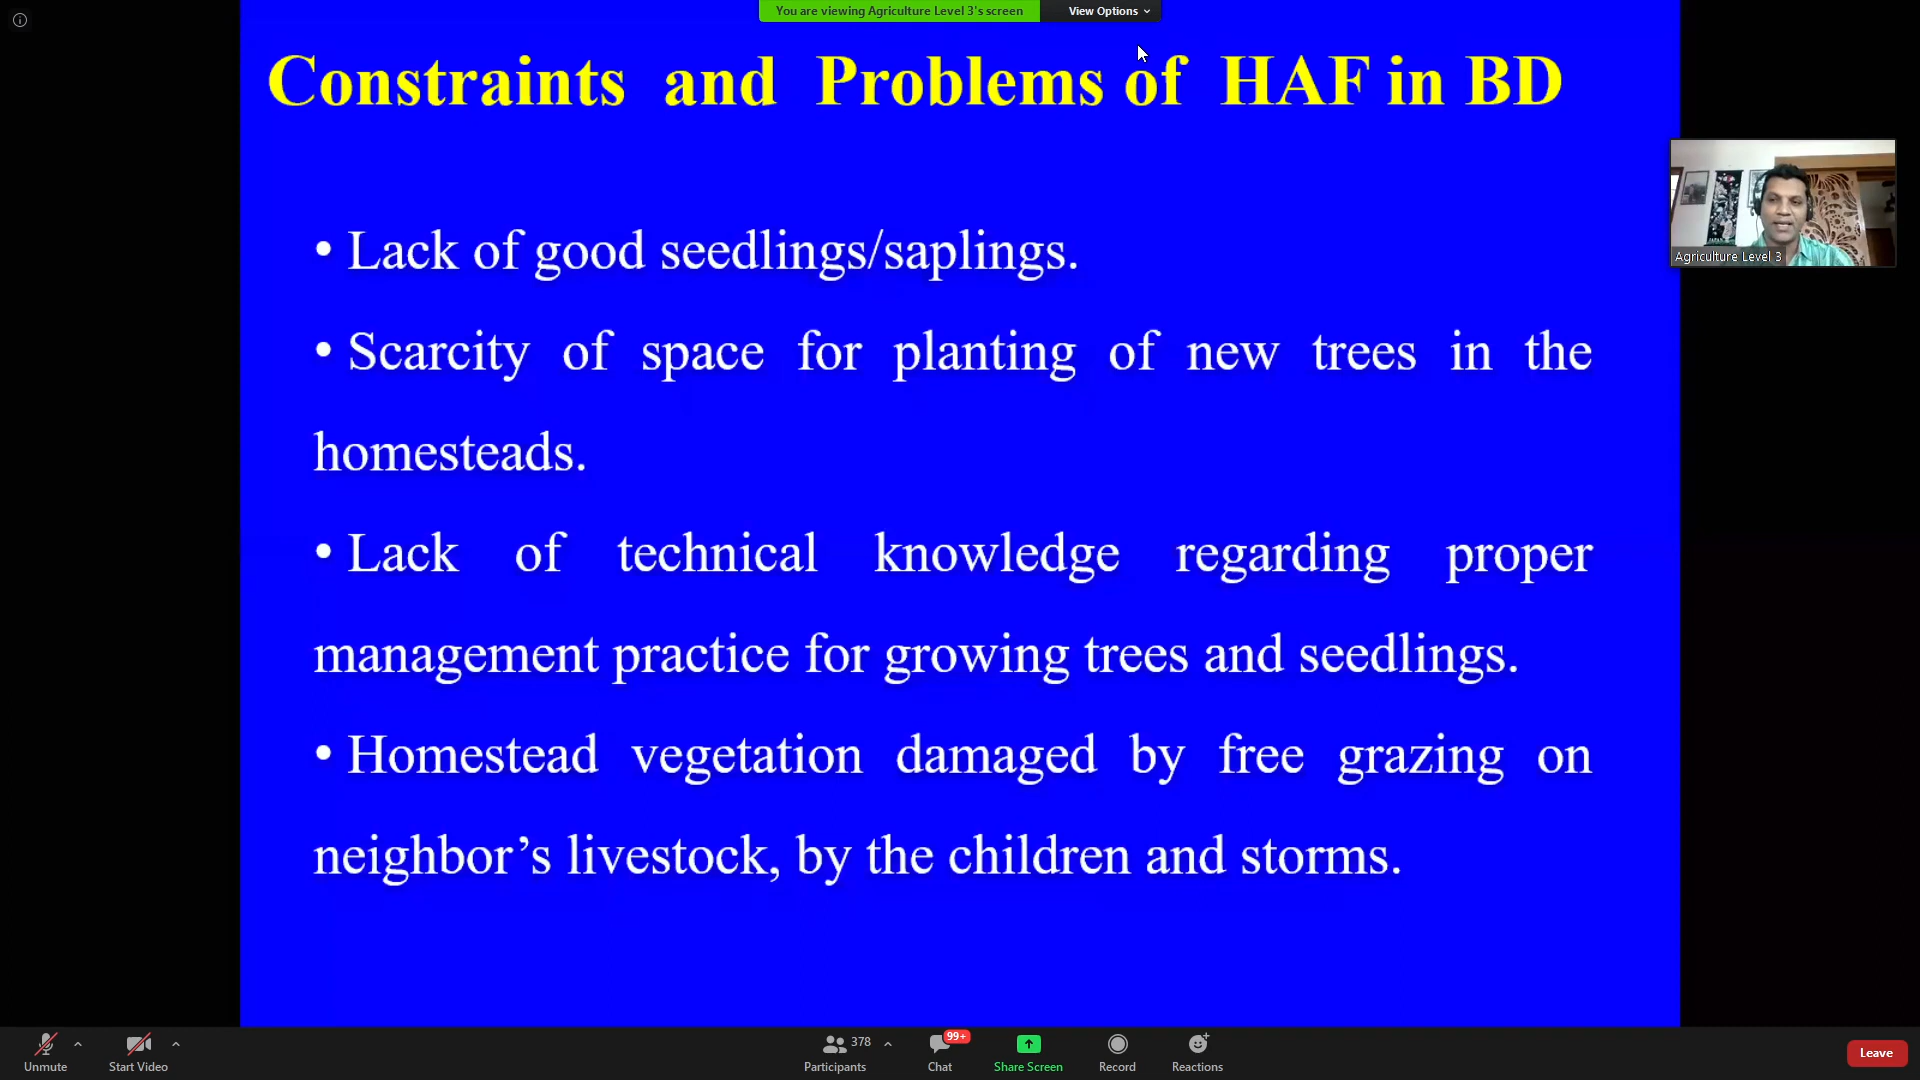 You are viewing Agriculture Level 3's screen
View Options
Constraints and Problems of HAF in BD
• Lack of good seedlings/saplings.
• Scarcity of space for planting of new trees in the
homesteads.
• Lack of technical knowledge regarding proper
management practice for growing trees and seedlings.
• Homestead vegetation damaged by free grazing on
neighbor’s livestock, by the children and storms.
Agriculture Level 3
Unmute
Start Video
378
Participants
99+
Chat
Share Screen
Record
Reactions
Leave